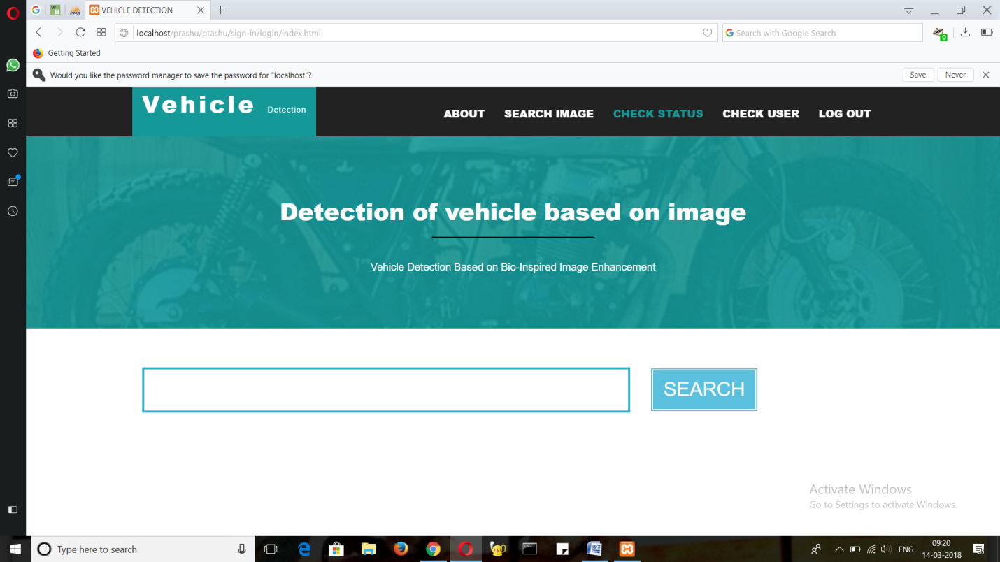 VEHICLE DETECTION
localhost/prashu/prashu/sign-in/login/index.html
Search with Google Search
0
Getting Started
Would you like the password manager to save the password for "localhost"?
Save
Never
Vehicle Detection
ABOUT
SEARCH IMAGE
CHECK STATUS
CHECK USER
LOG OUT
Detection of vehicle based on image
Vehicle Detection Based on Bio-Inspired Image Enhancement
SEARCH
Activate Windows
Go to Settings to activate Windows.
Type here to search
ENG
09:20
14-03-2018